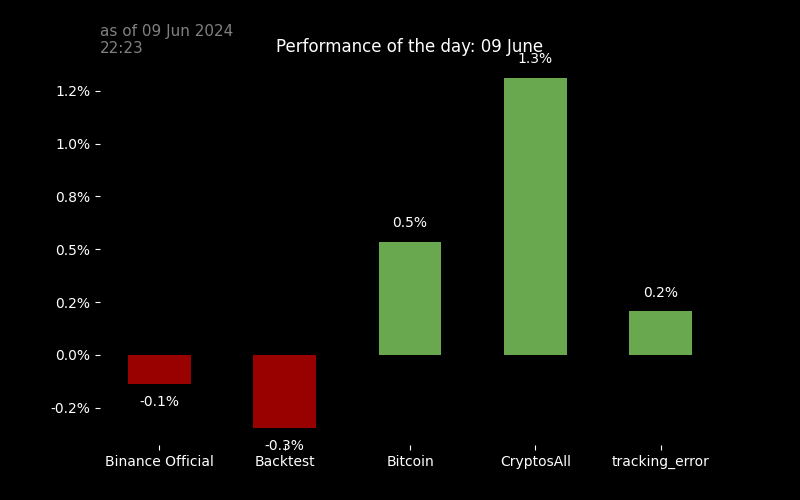 as of 09 Jun 2024
22:23
Performance of the day: 09 June
1.3%
1.2%
1.0%
0.8%
0.5%
0.5%
0.2%
0.2%
0.0%
-0.1%
-0.2%
-0.3%
Binance Official
Backtest
Bitcoin
CryptosAll
tracking_error